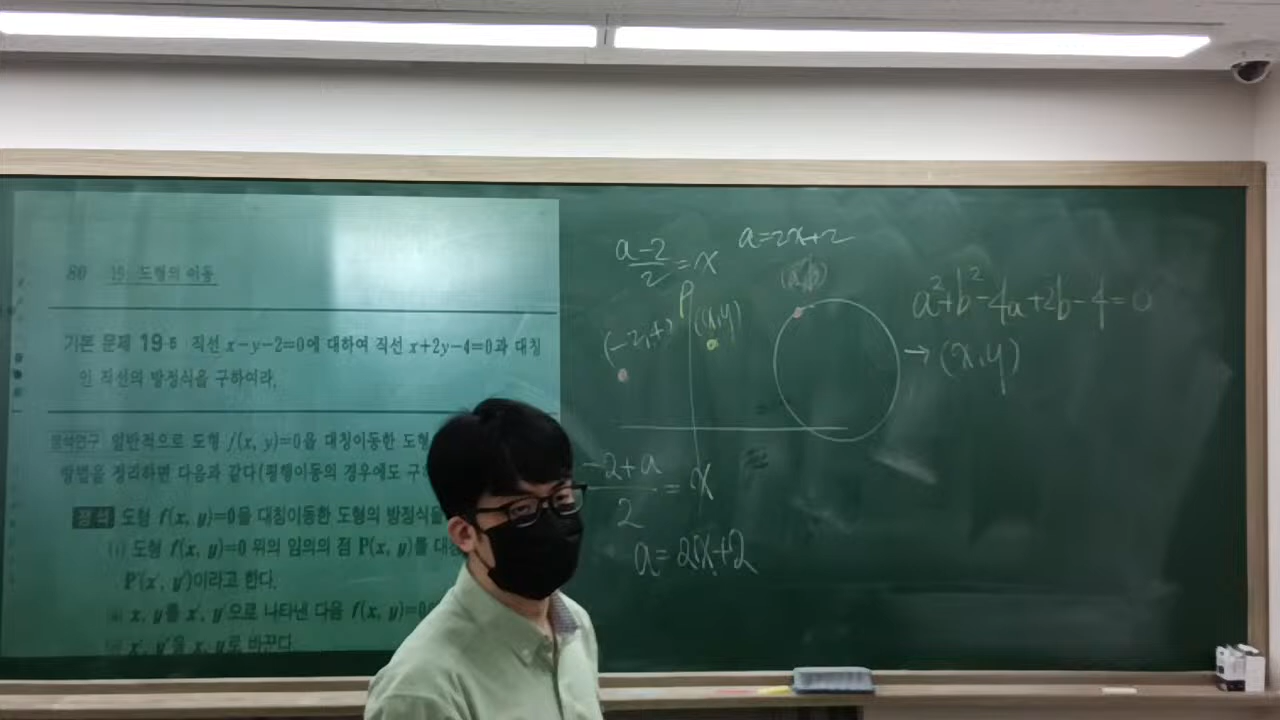 80 19. 도형의 이동
기본 문제 19-5 직선 x-y-2=0에 대하여 직선 x+2y-4=0과 대칭
인 직선의 방정식을 구하여라.
정석연구 일반적으로 도형 f(x, y)=0을 대칭이동한 도형
방법을 정리하면 다음과 같다(평행이동의 경우에도
정석 도형 f(x, y)=0을 대칭이동한 도형의 방정식을
(i) 도형 f(x, y)=0 위의 임의의 점 P(x, y)를
P'(x', y')이라고 한다.
x, y를 x', y'으로 나타낸 다음
x', y'을 x, y로 바꾼다.
a-2/2=x
a=2x+2
(a,b)
P
(x,y)
a²+b²-4a+2b-4=0
→(x,y)
-2+a/2=x
a=2x+2